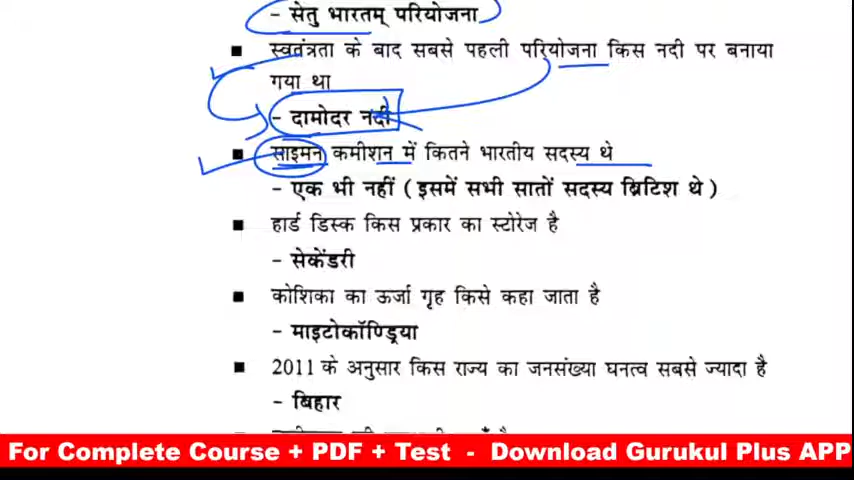 - सेतु भारतम् परियोजना
■ स्वतंत्रता के बाद सबसे पहली परियोजना किस नदी पर बनाया
गया था
- दामोदर नदी
■ साइमन कमीशन में कितने भारतीय सदस्य थे
- एक भी नहीं ( इसमें सभी सातों सदस्य ब्रिटिश थे )
■ हार्ड डिस्क किस प्रकार का स्टोरेज है
- सेकेंडरी
■ कोशिका का ऊर्जा गृह किसे कहा जाता है
- माइटोकॉण्ड्रिया
■ 2011 के अनुसार किस राज्य का जनसंख्या घनत्व सबसे ज्यादा है
- बिहार
For Complete Course + PDF + Test - Download Gurukul Plus APP